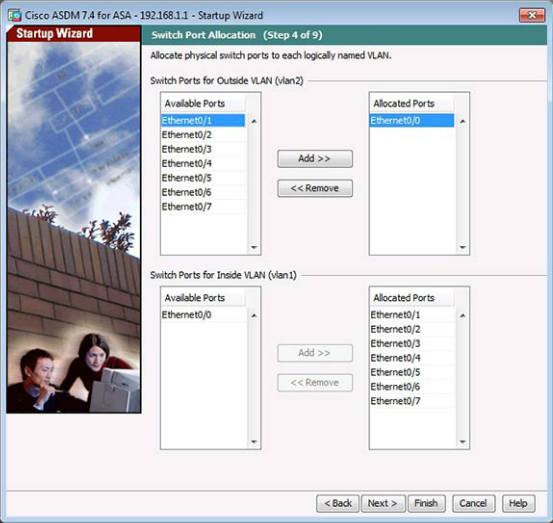 Cisco ASDM 7.4 for ASA - 192.168.1.1 - Startup Wizard
Startup Wizard
Switch Port Allocation (Step 4 of 9)
Allocate physical switch ports to each logically named VLAN.
Switch Ports for Outside VLAN (vlan2)
Available Ports
Ethernet0/1
Ethernet0/2
Ethernet0/3
Ethernet0/4
Ethernet0/5
Ethernet0/6
Ethernet0/7
Add >>
<< Remove
Allocated Ports
Ethernet0/0
Switch Ports for Inside VLAN (vlan1)
Available Ports
Ethernet0/0
Add >>
<< Remove
Allocated Ports
Ethernet0/1
Ethernet0/2
Ethernet0/3
Ethernet0/4
Ethernet0/5
Ethernet0/6
Ethernet0/7
< Back Next > Finish Cancel Help